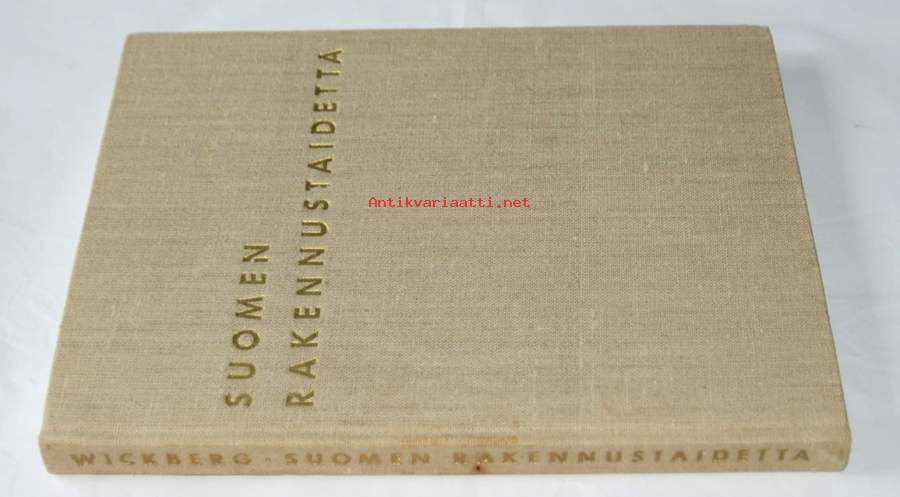 SUOMEN
RAKENNUSTAIDETTA
Antikvariaatti.net
WICKBERG · SUOMEN RAKENNUSTAIDETTA